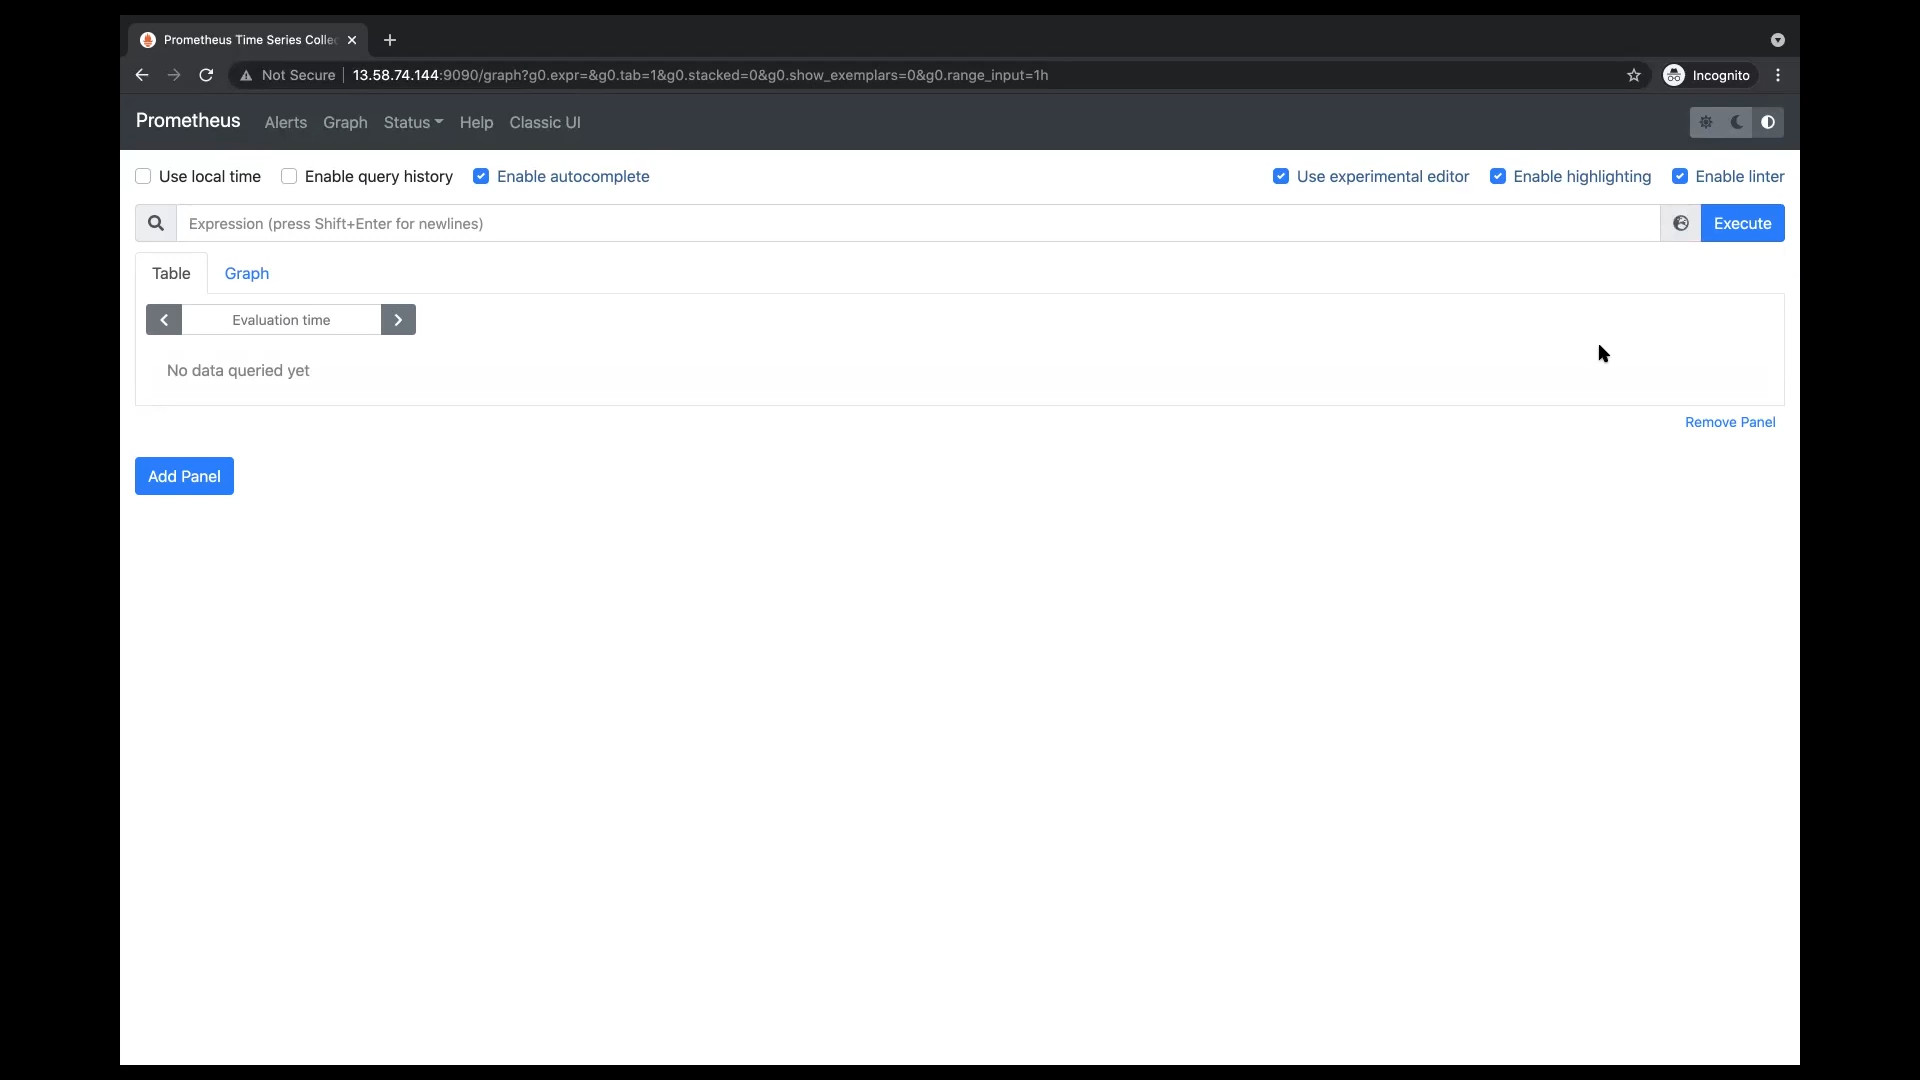 Prometheus Time Series Colle
Not Secure 13.58.74.144:9090/graph?g0.expr=&g0.tab=1&g0.stacked=0&g0.show_exemplars=0&g0.range_input=1h Incognito
Prometheus Alerts Graph Status Help Classic UI
Use local time Enable query history Enable autocomplete Use experimental editor Enable highlighting Enable linter
Expression (press Shift+Enter for newlines) Execute
Table Graph
Evaluation time
No data queried yet
Remove Panel
Add Panel